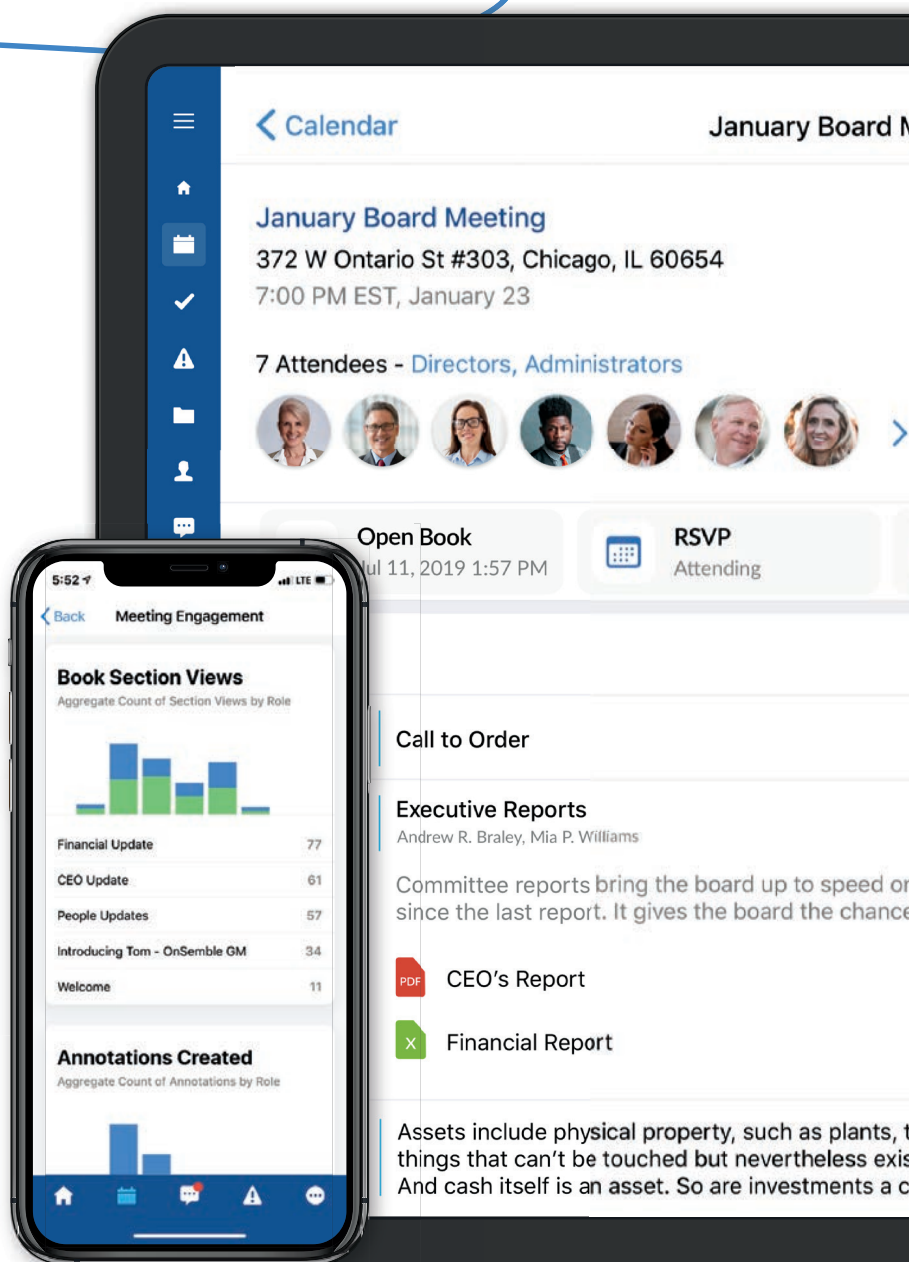 Calendar
January Board
January Board Meeting
372 W Ontario St #303, Chicago, IL 60654
7:00 PM EST, January 23
7 Attendees - Directors, Administrators
Open Book
Jul 11, 2019 1:57 PM
RSVP
Attending
Call to Order
Executive Reports
Andrew R. Braley, Mia P. Williams
Committee reports bring the board up to speed
since the last report. It gives the board the chance
PDF
CEO’s Report
X
Financial Report
Assets include physical property, such as plants,
things that can’t be touched but nevertheless
And cash itself is an asset. So are investments a
5:52
LTE
Back
Meeting Engagement
Book Section Views
Aggregate Count of Section Views by Role
Financial Update 77
CEO Update 61
People Updates 57
Introducing Tom - OnSemble GM 34
Welcome 11
Annotations Created
Aggregate Count of Annotations by Role